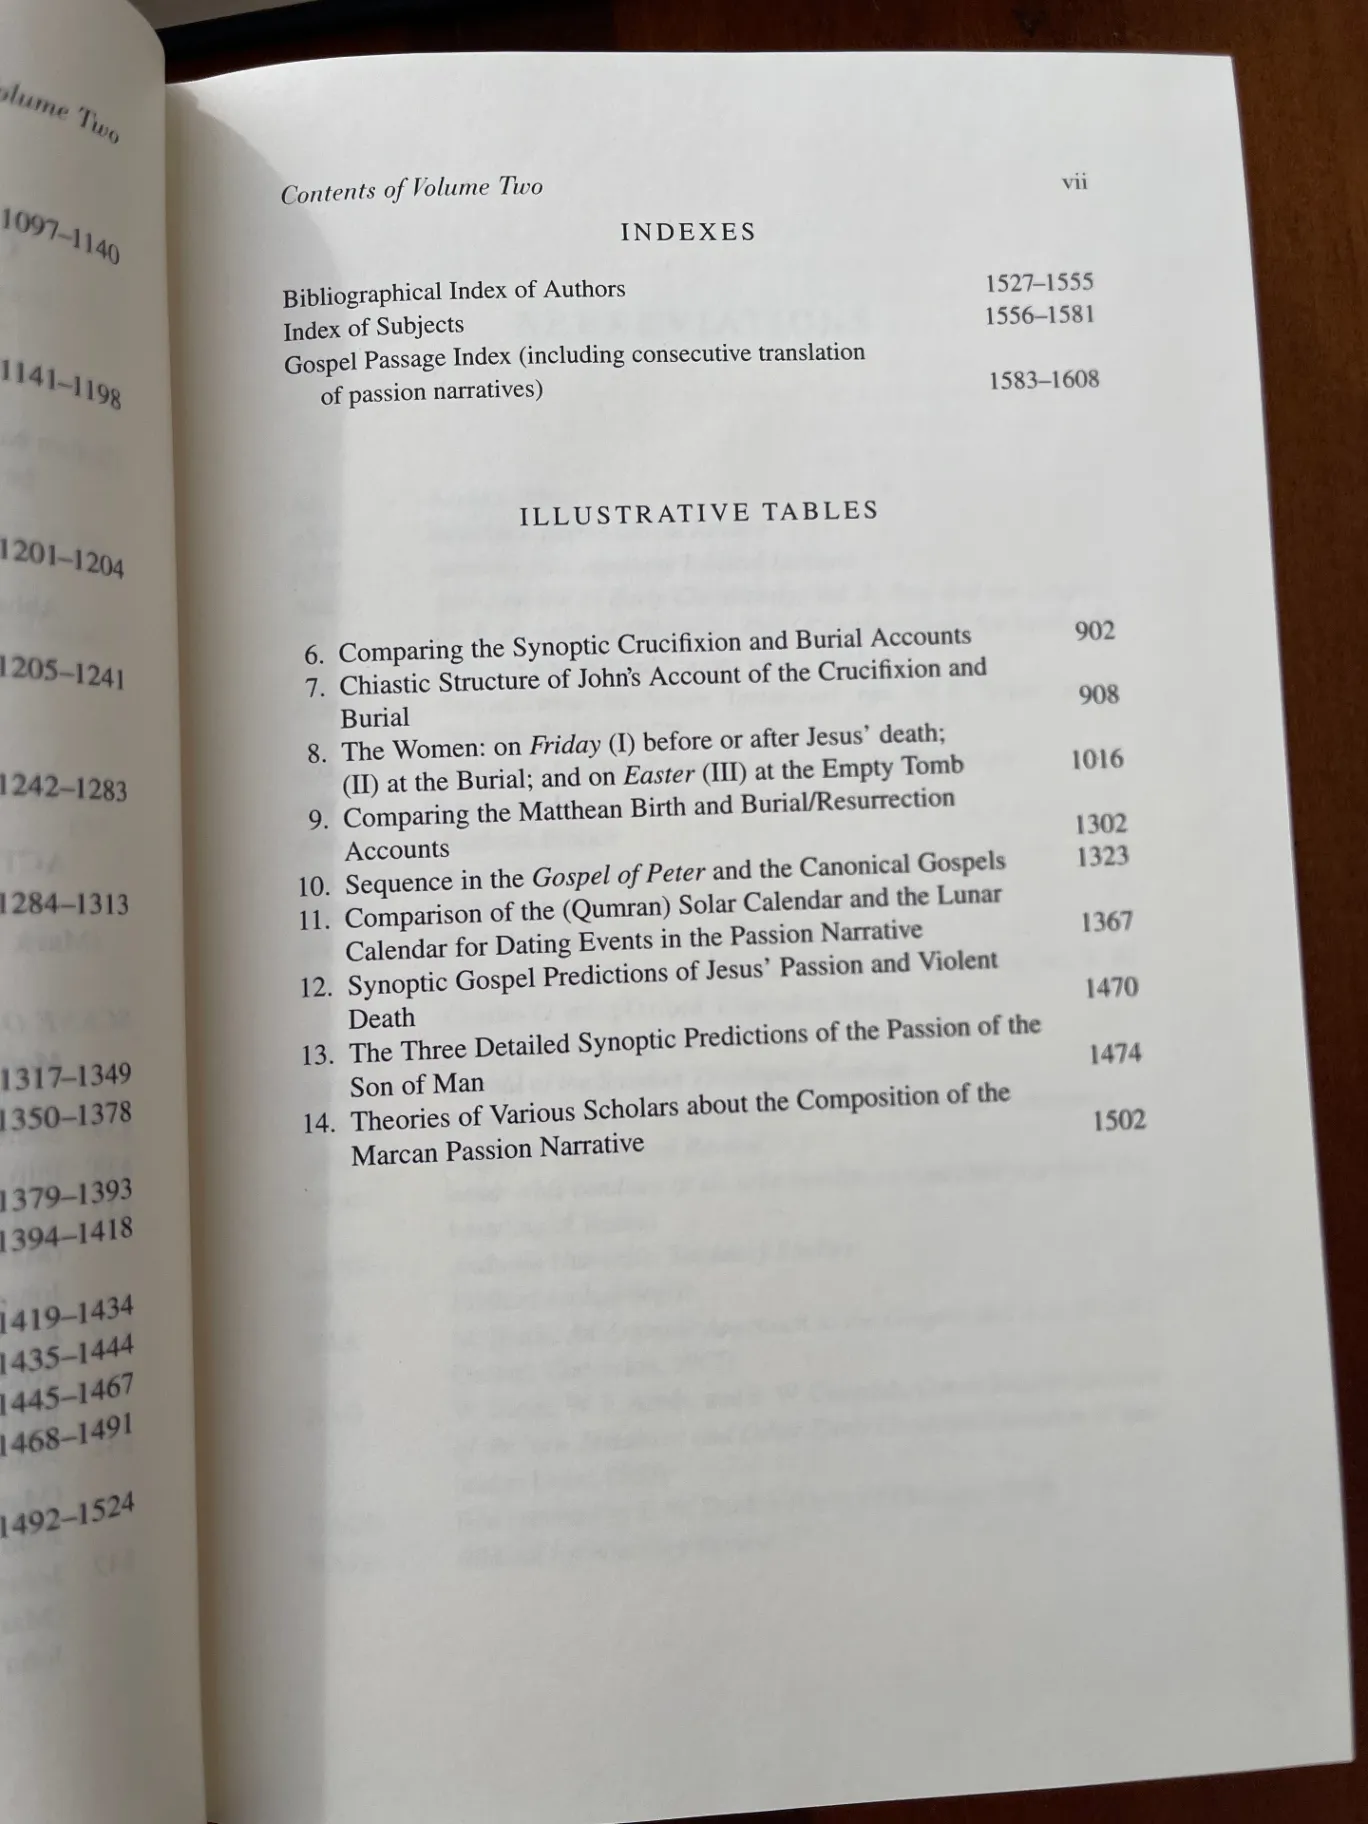 olume Two
1097–1140
1141–1198
1201–1204
1205–1241
1242–1283
1284–1313
1317–1349
1350–1378
1379–1393
1394–1418
1419–1434
1435–1444
1445–1467
1468–1491
1492–1524
Contents of Volume Two vii
INDEXES
Bibliographical Index of Authors 1527–1555
Index of Subjects 1556–1581
Gospel Passage Index (including consecutive translation
of passion narratives) 1583–1608
ILLUSTRATIVE TABLES
6. Comparing the Synoptic Crucifixion and Burial Accounts 902
7. Chiastic Structure of John's Account of the Crucifixion and
Burial 908
8. The Women: on Friday (I) before or after Jesus' death;
(II) at the Burial; and on Easter (III) at the Empty Tomb 1016
9. Comparing the Matthean Birth and Burial/Resurrection
Accounts 1302
10. Sequence in the Gospel of Peter and the Canonical Gospels 1323
11. Comparison of the (Qumran) Solar Calendar and the Lunar
Calendar for Dating Events in the Passion Narrative 1367
12. Synoptic Gospel Predictions of Jesus' Passion and Violent
Death 1470
13. The Three Detailed Synoptic Predictions of the Passion of the
Son of Man 1474
14. Theories of Various Scholars about the Composition of the
Marcan Passion Narrative 1502